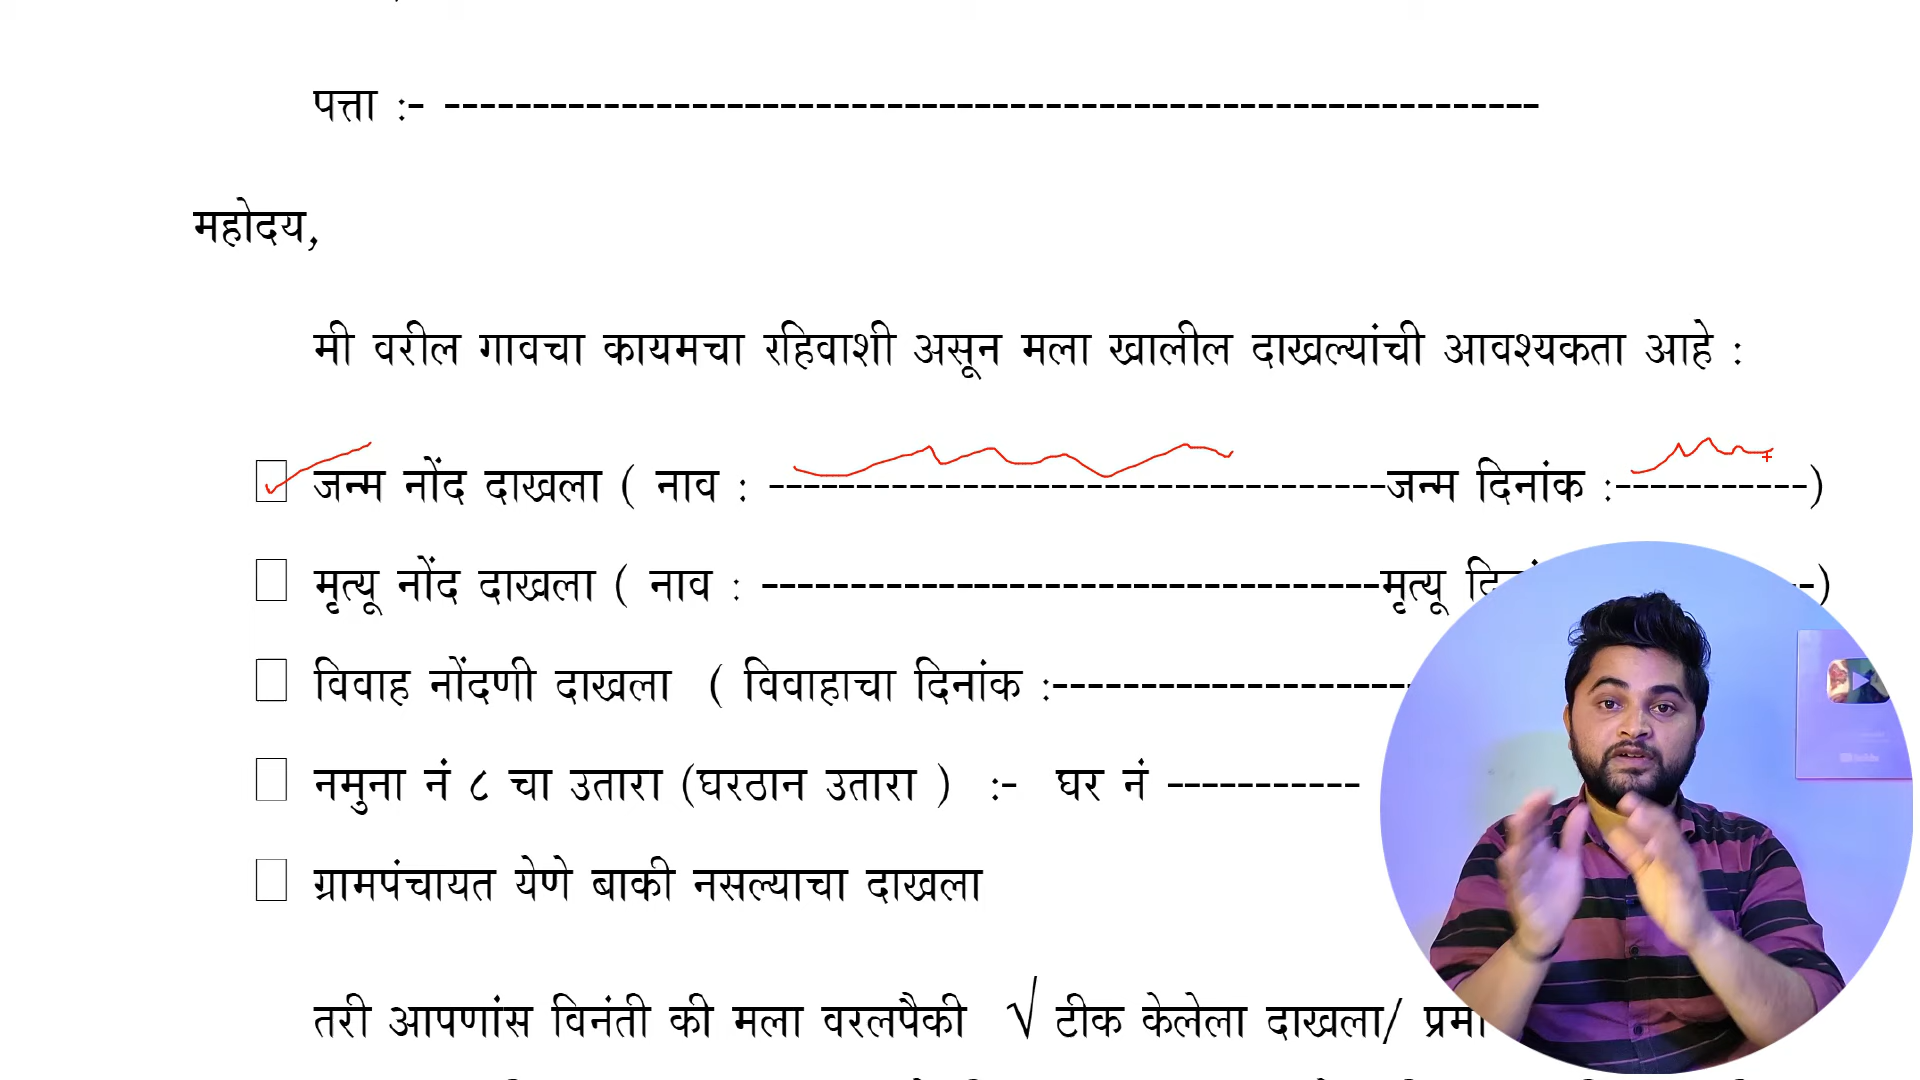 पत्ता :- --------------------------------------------------------------
महोदय,
मी वरील गावचा कायमचा रहिवाशी असून मला खालील दाखल्यांची आवश्यकता आहे :
जन्म नोंद दाखला ( नाव : -----------------------------------जन्म दिनांक :-----------)
मृत्यू नोंद दाखला ( नाव : -----------------------------------मृत्यू --)
विवाह नोंदणी दाखला ( विवाहाचा दिनांक :--------------------
नमुना नं ८ चा उतारा (घरठान उतारा ) :- घर नं -----------
ग्रामपंचायत येणे बाकी नसल्याचा दाखला
तरी आपणांस विनंती की मला वरलपैकी √ टीक केलेला दाखला/